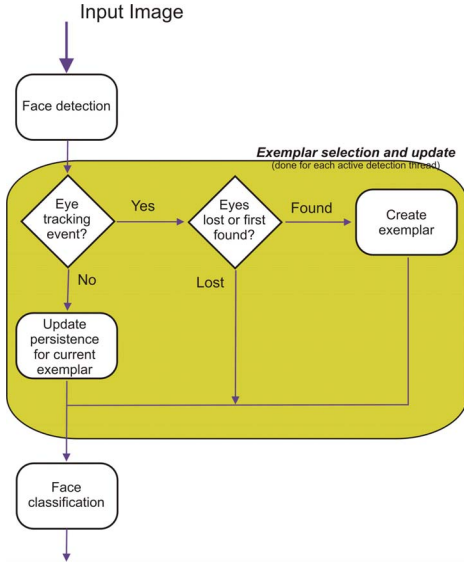 Input Image
Face detection
Exemplar selection and update
(done for each active detection thread)
Eye
tracking
event?
Yes
Eyes
lost or first
found?
Found
Create
exemplar
No
Lost
Update
persistence
for current
exemplar
Face
classification